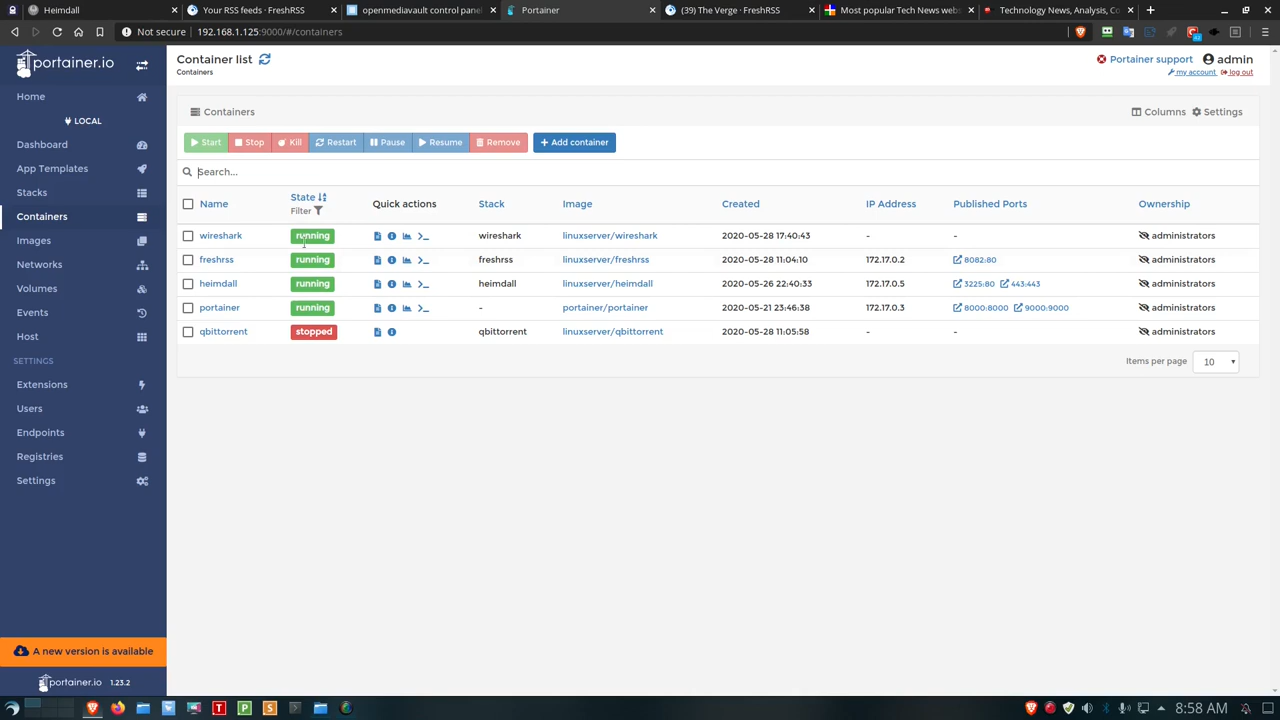 Heimdall
Your RSS feeds - FreshRSS
openmediavault control pane
Portainer
(39) The Verge - FreshRSS
Most popular Tech News webs
Technology News, Analysis, Co
Not secure 192.168.1.125:9000/#/containers
portainer.io
Home
LOCAL
Dashboard
App Templates
Stacks
Containers
Images
Networks
Volumes
Events
Host
SETTINGS
Extensions
Users
Endpoints
Registries
Settings
A new version is available
portainer.io 1.23.2
Container list
Containers
Portainer support admin
my account log out
Containers
Columns Settings
Start Stop Kill Restart Pause Resume Remove Add container
Search...
Name State Quick actions Stack Image Created IP Address Published Ports Ownership
Filter
wireshark running wireshark linuxserver/wireshark 2020-05-28 17:40:43 - - administrators
freshrss running freshrss linuxserver/freshrss 2020-05-28 11:04:10 172.17.0.2 8082:80 administrators
heimdall running heimdall linuxserver/heimdall 2020-05-26 22:40:33 172.17.0.5 3225:80 443:443 administrators
portainer running - portainer/portainer 2020-05-21 23:46:38 172.17.0.3 8000:8000 9000:9000 administrators
qbittorrent stopped qbittorrent linuxserver/qbittorrent 2020-05-28 11:05:58 - - administrators
Items per page 10
T P S
8:58 AM